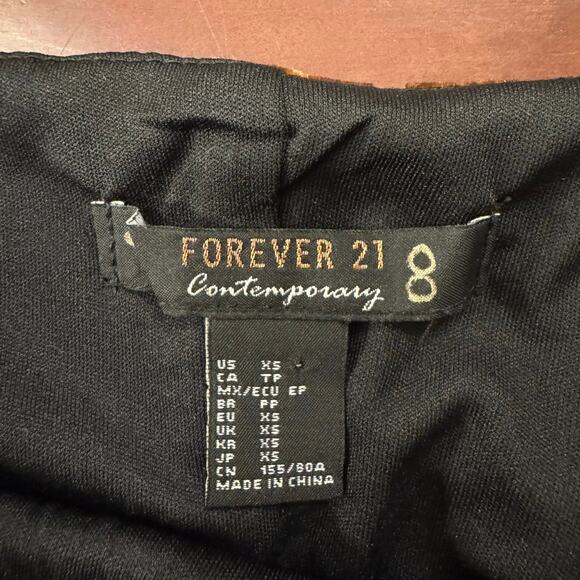 FOREVER 21
Contemporary
8
US XS
CA TP
MX/ECU EP
BR PP
EU XS
UK XS
KR XS
JP XS
CN 155/80A
MADE IN CHINA